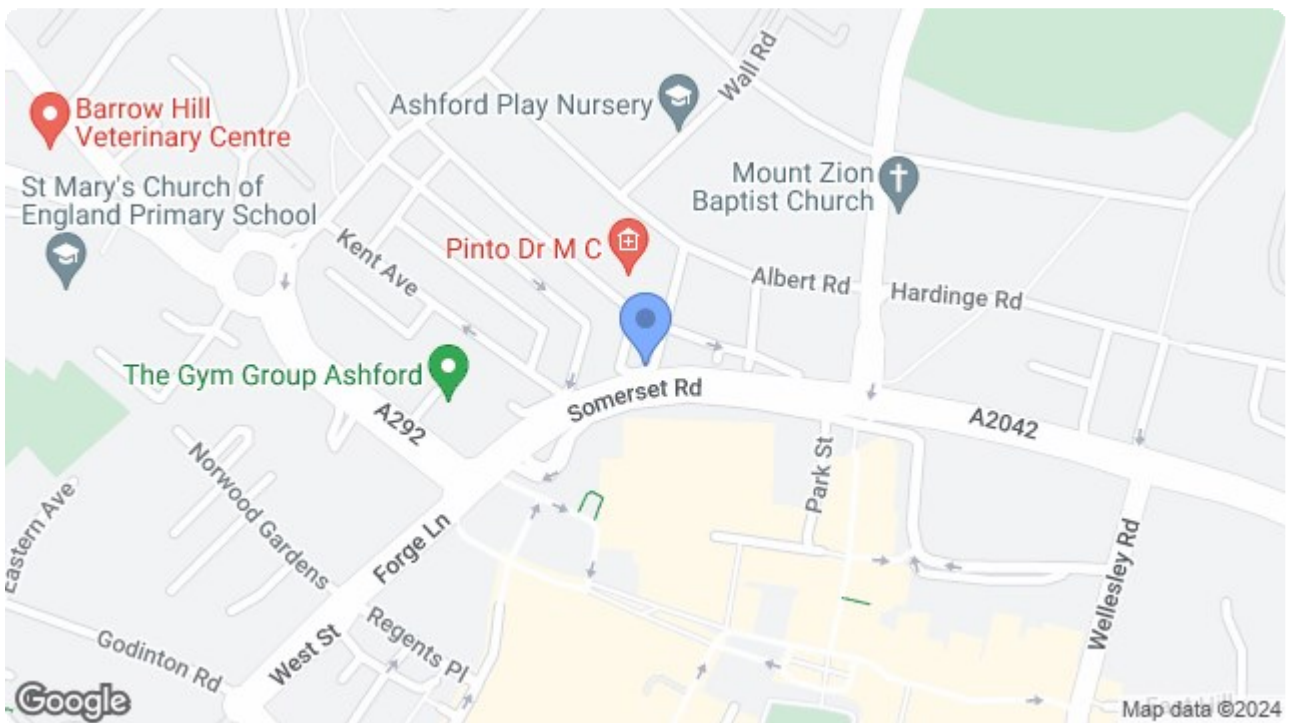 Barrow Hill
Veterinary Centre
Ashford Play Nursery
Wall Rd
St Mary's Church of
England Primary School
Mount Zion
Baptist Church
Kent Ave
Pinto Dr M C
Albert Rd
Hardinge Rd
The Gym Group Ashford
A292
Somerset Rd
A2042
Park St
Norwood Gardens
Eastern Ave
Forge Ln
Wellesley Rd
Regents Pl
West St
Godinton Rd
Google
Map data ©2024